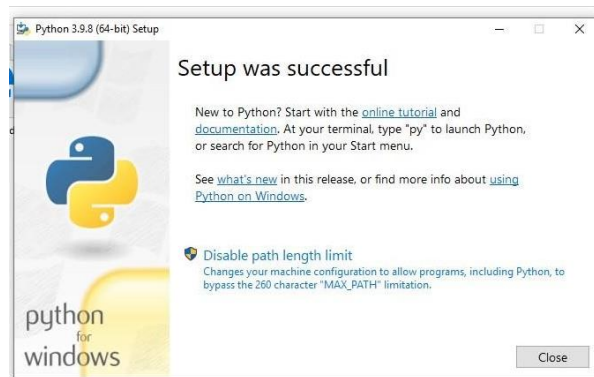 Python 3.9.8 (64-bit) Setup
Setup was successful
New to Python? Start with the online tutorial and
documentation. At your terminal, type "py" to launch Python,
or search for Python in your Start menu.
See what's new in this release, or find more info about using
Python on Windows.
Disable path length limit
Changes your machine configuration to allow programs, including Python, to
bypass the 260 character "MAX_PATH" limitation.
python
for
windows
Close